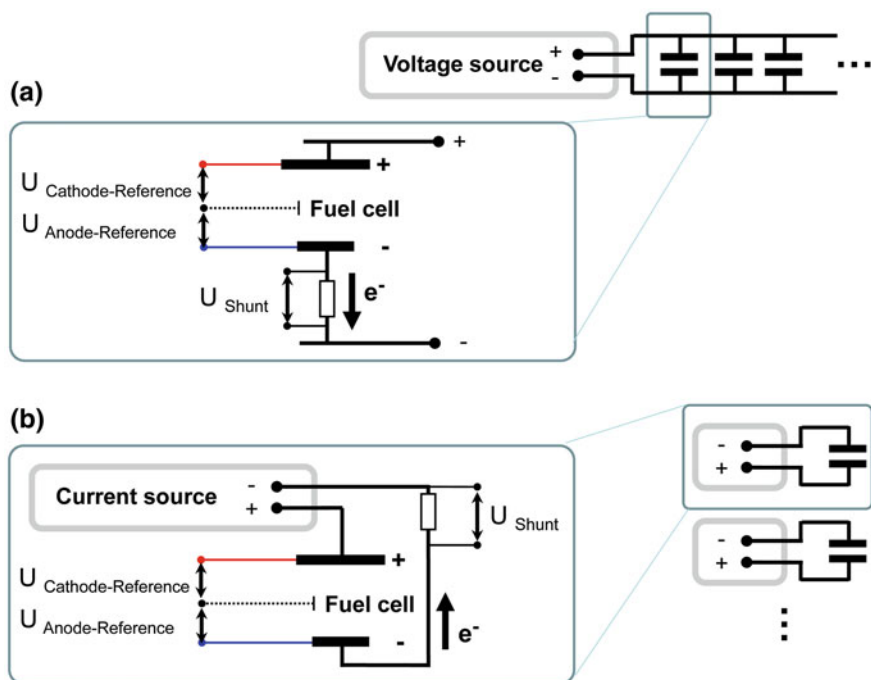 Voltage source + -
...
(a)
+
+
U Cathode-Reference
Fuel cell
U Anode-Reference
-
U Shunt
e-
-
(b)
Current source - +
U Shunt
+
U Cathode-Reference
Fuel cell
U Anode-Reference
-
e-
-
+
-
+